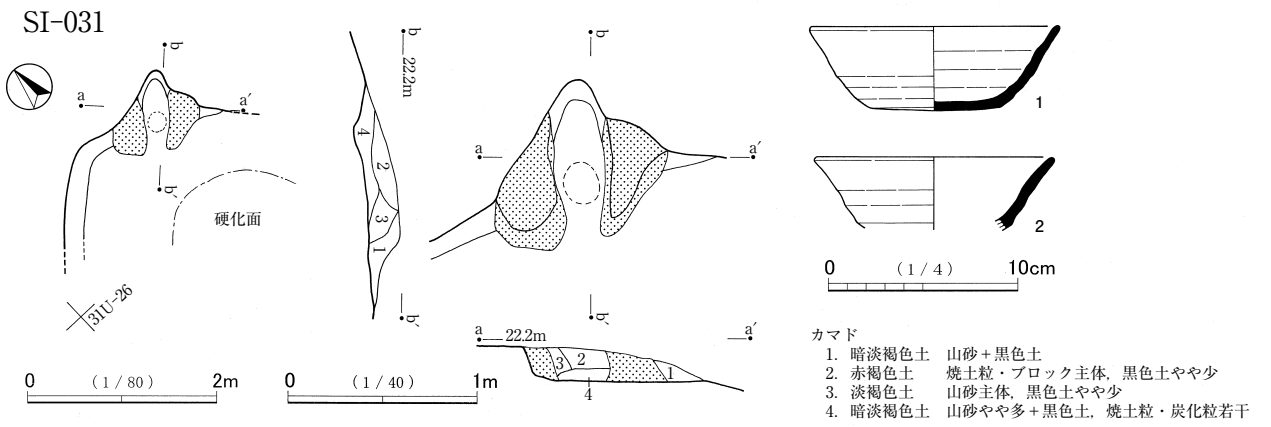 SI-031
b
a
a′
b′
硬化面
31U-26
0
(1/80)
2m
b
22.2m
4
2
3
1
b′
0
(1/40)
1m
b
a
a′
b′
a
22.2m
a′
3
2
1
4
1
2
0
(1/4)
10cm
カマド
1. 暗淡褐色土 山砂+黒色土
2. 赤褐色土 焼土粒・ブロック主体，黒色土やや少
3. 淡褐色土 山砂主体，黒色土やや少
4. 暗淡褐色土 山砂やや多+黒色土，焼土粒・炭化粒若干